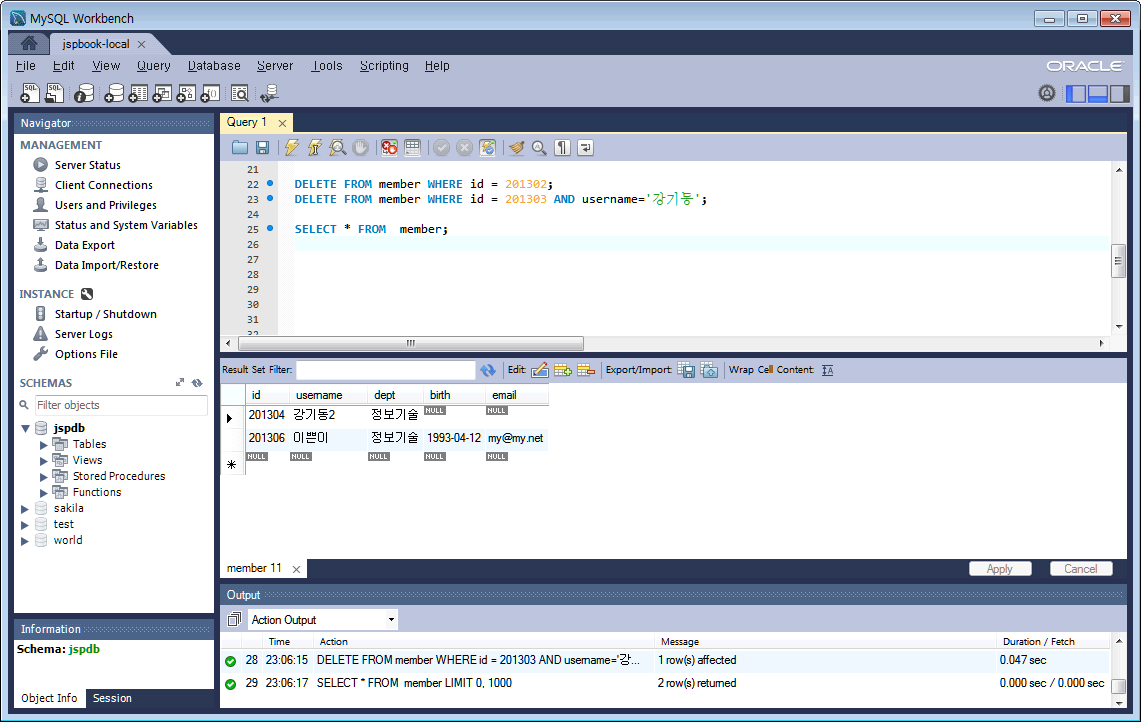 MySQL Workbench
jspbook-local
File Edit View Query Database Server Tools Scripting Help
ORACLE
Navigator
MANAGEMENT
Server Status
Client Connections
Users and Privileges
Status and System Variables
Data Export
Data Import/Restore
INSTANCE
Startup / Shutdown
Server Logs
Options File
SCHEMAS
Filter objects
jspdb
Tables
Views
Stored Procedures
Functions
sakila
test
world
Information
Schema: jspdb
Object Info Session
Query 1
21
22 DELETE FROM member WHERE id = 201302;
23 DELETE FROM member WHERE id = 201303 AND username='강기동';
24
25 SELECT * FROM  member;
26
27
28
29
30
31
32
Result Set Filter: Edit: Export/Import: Wrap Cell Content:
id username dept birth email
201304 강기동2 정보기술 NULL NULL
201306 이쁜이 정보기술 1993-04-12 my@my.net
NULL NULL NULL NULL NULL
member 11
Apply Cancel
Output
Action Output
Time Action Message Duration / Fetch
28 23:06:15 DELETE FROM member WHERE id = 201303 AND username='강... 1 row(s) affected 0.047 sec
29 23:06:17 SELECT * FROM  member LIMIT 0, 1000 2 row(s) returned 0.000 sec / 0.000 sec